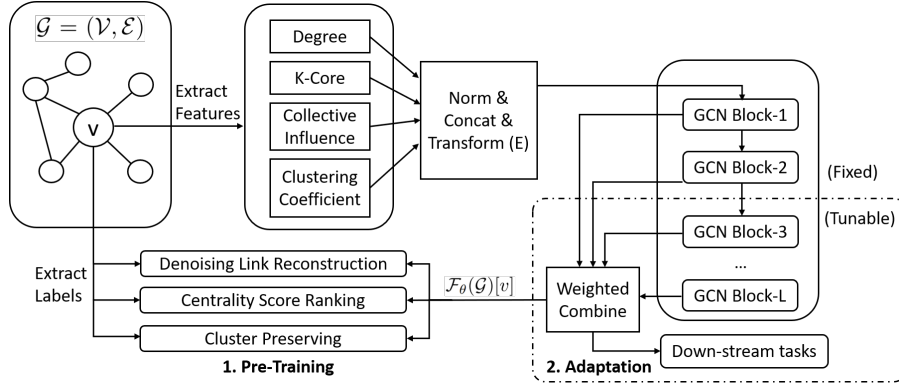 𝒢 = (𝒱, ℰ)
V
Extract
Features
Degree
K-Core
Collective
Influence
Clustering
Coefficient
Norm &
Concat &
Transform (E)
GCN Block-1
GCN Block-2
(Fixed)
(Tunable)
GCN Block-3
...
GCN Block-L
Weighted
Combine
Down-stream tasks
2. Adaptation
ℱ_θ(𝒢)[v]
Extract
Labels
Denoising Link Reconstruction
Centrality Score Ranking
Cluster Preserving
1. Pre-Training